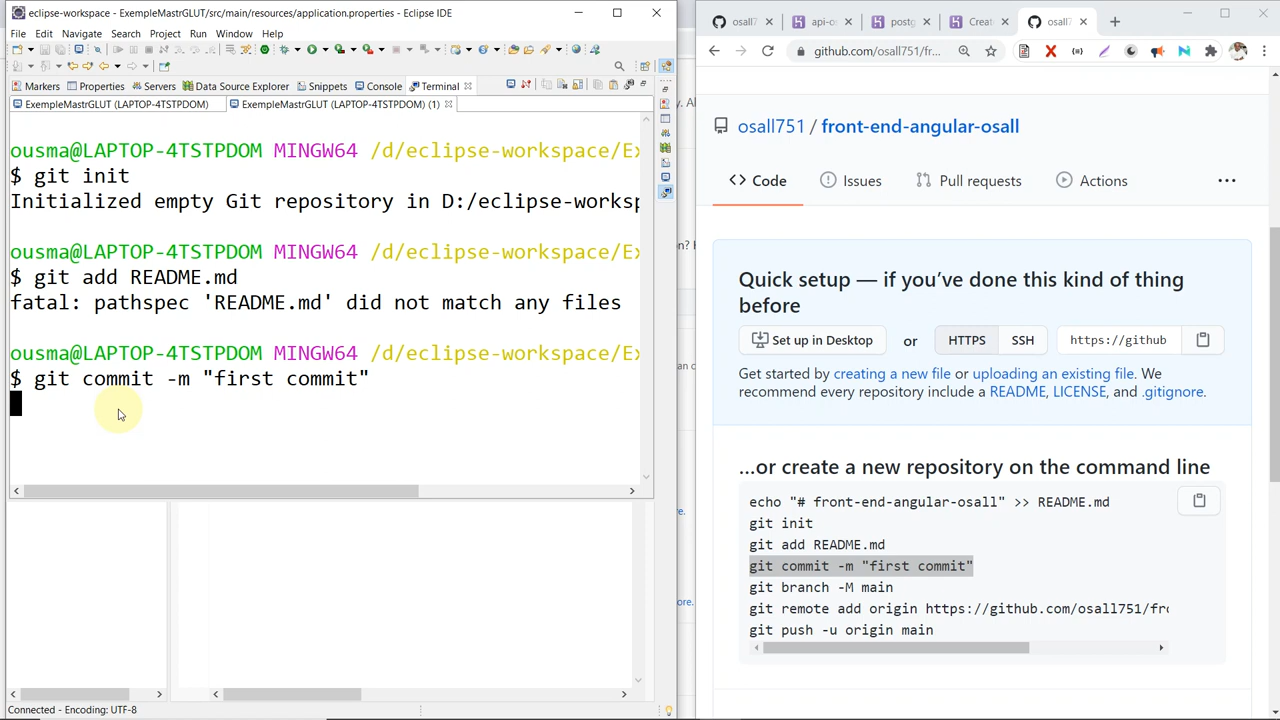 eclipse-workspace - ExempleMastrGLUT/src/main/resources/application.properties - Eclipse IDE
File Edit Navigate Search Project Run Window Help
Markers Properties Servers Data Source Explorer Snippets Console Terminal
ExempleMastrGLUT (LAPTOP-4TSTPDOM) ExempleMastrGLUT (LAPTOP-4TSTPDOM) (1)
ousma@LAPTOP-4TSTPDOM MINGW64 /d/eclipse-workspace/Ex
$ git init
Initialized empty Git repository in D:/eclipse-worksp
ousma@LAPTOP-4TSTPDOM MINGW64 /d/eclipse-workspace/Ex
$ git add README.md
fatal: pathspec 'README.md' did not match any files
ousma@LAPTOP-4TSTPDOM MINGW64 /d/eclipse-workspace/Ex
$ git commit -m "first commit"
Connected - Encoding: UTF-8
osall7 api-os postg Create osall7
github.com/osall751/fr...
osall751 / front-end-angular-osall
Code Issues Pull requests Actions
Quick setup — if you've done this kind of thing
before
Set up in Desktop or HTTPS SSH https://github
Get started by creating a new file or uploading an existing file. We
recommend every repository include a README, LICENSE, and .gitignore.
...or create a new repository on the command line
echo "# front-end-angular-osall" >> README.md
git init
git add README.md
git commit -m "first commit"
git branch -M main
git remote add origin https://github.com/osall751/fro
git push -u origin main